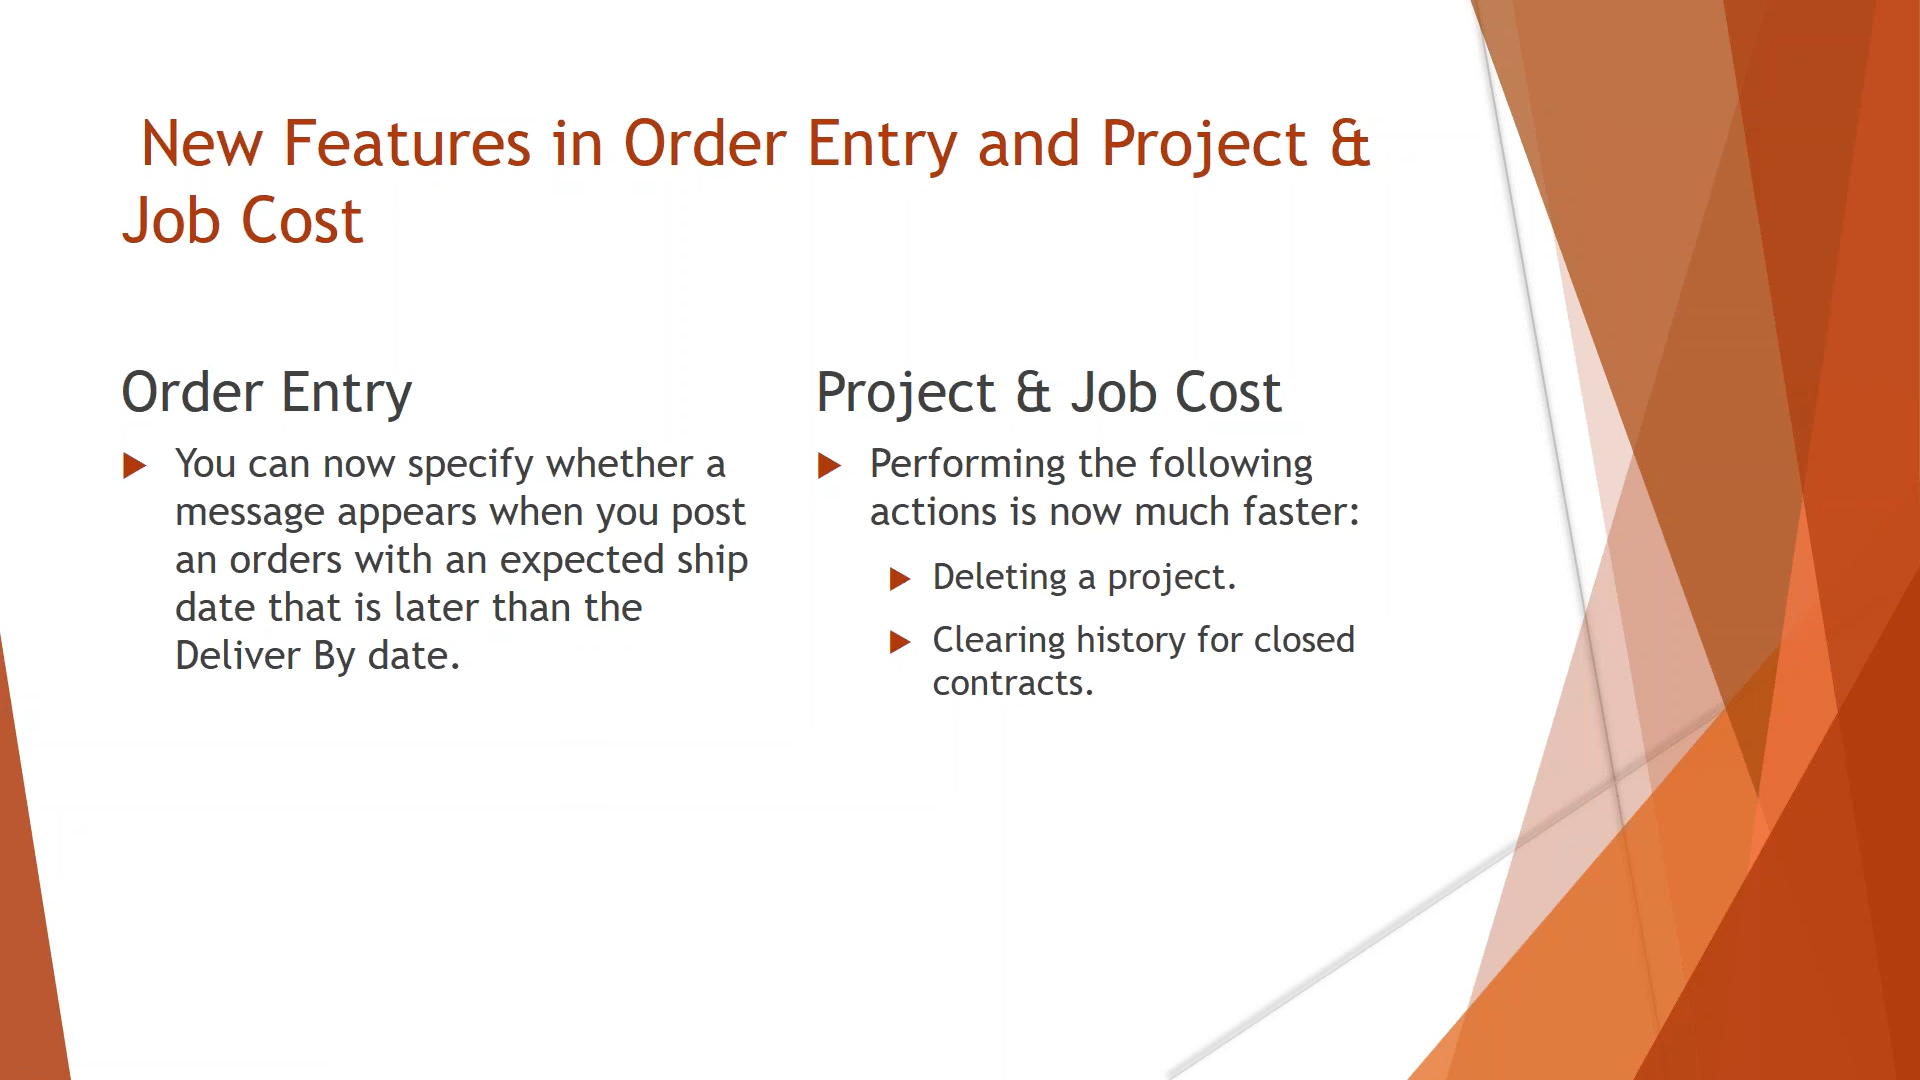 New Features in Order Entry and Project &
Job Cost
Order Entry
You can now specify whether a
message appears when you post
an orders with an expected ship
date that is later than the
Deliver By date.
Project & Job Cost
Performing the following
actions is now much faster:
Deleting a project.
Clearing history for closed
contracts.